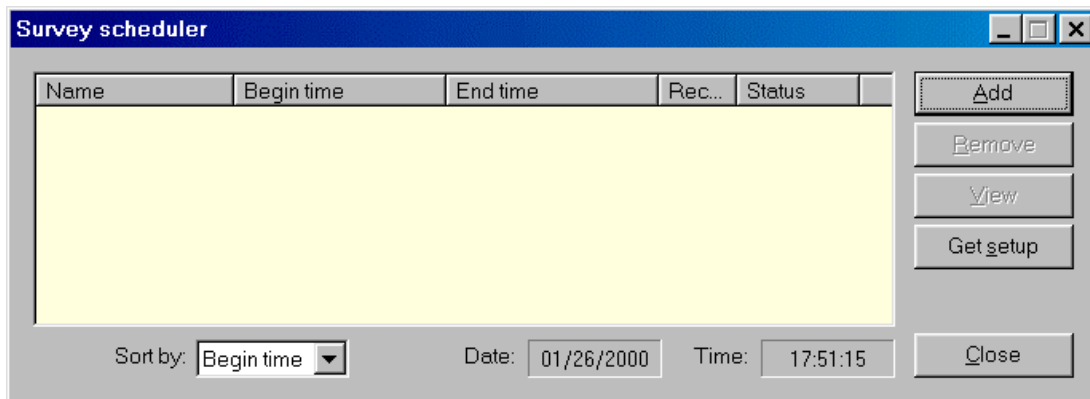 Survey scheduler
Name Begin time End time Rec... Status
Add
Remove
View
Get setup
Sort by: Begin time Date: 01/26/2000 Time: 17:51:15 Close